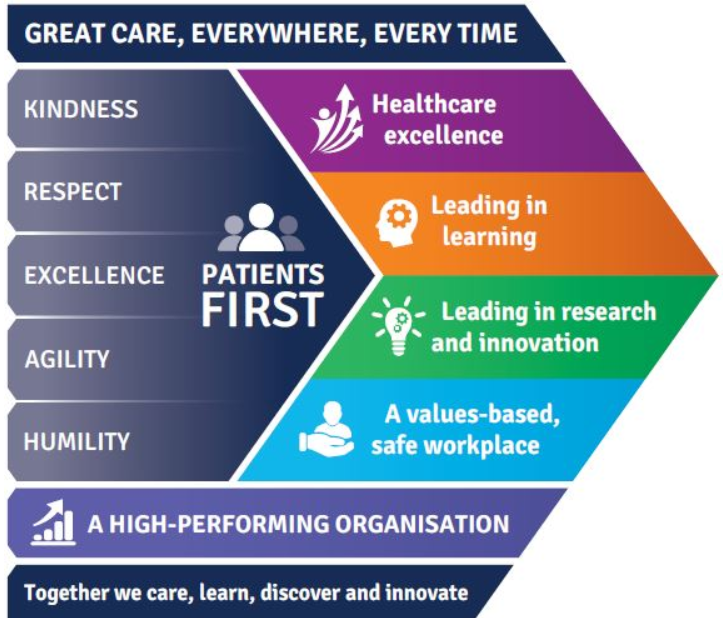 GREAT CARE, EVERYWHERE, EVERY TIME
KINDNESS
RESPECT
EXCELLENCE
AGILITY
HUMILITY
PATIENTS
FIRST
Healthcare
excellence
Leading in
learning
Leading in research
and innovation
A values-based,
safe workplace
A HIGH-PERFORMING ORGANISATION
Together we care, learn, discover and innovate